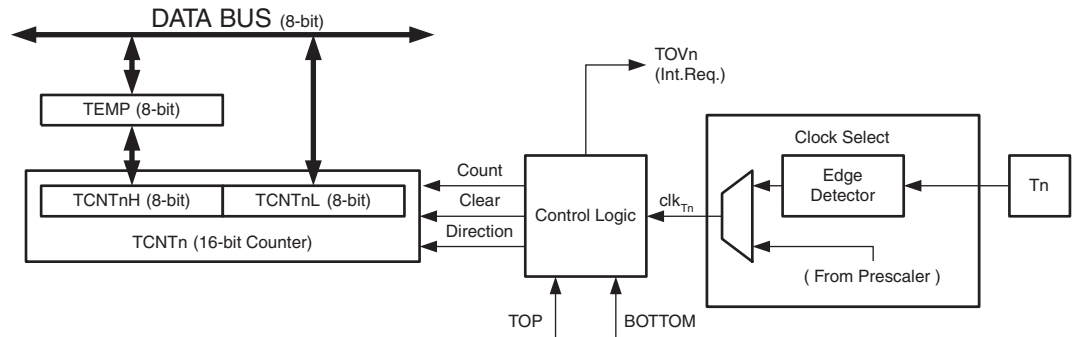 DATA BUS (8-bit)
TEMP (8-bit)
TCNTnH (8-bit)
TCNTnL (8-bit)
TCNTn (16-bit Counter)
Count
Clear
Direction
Control Logic
TOVn
(Int.Req.)
TOP
BOTTOM
clkTn
Clock Select
Edge
Detector
( From Prescaler )
Tn